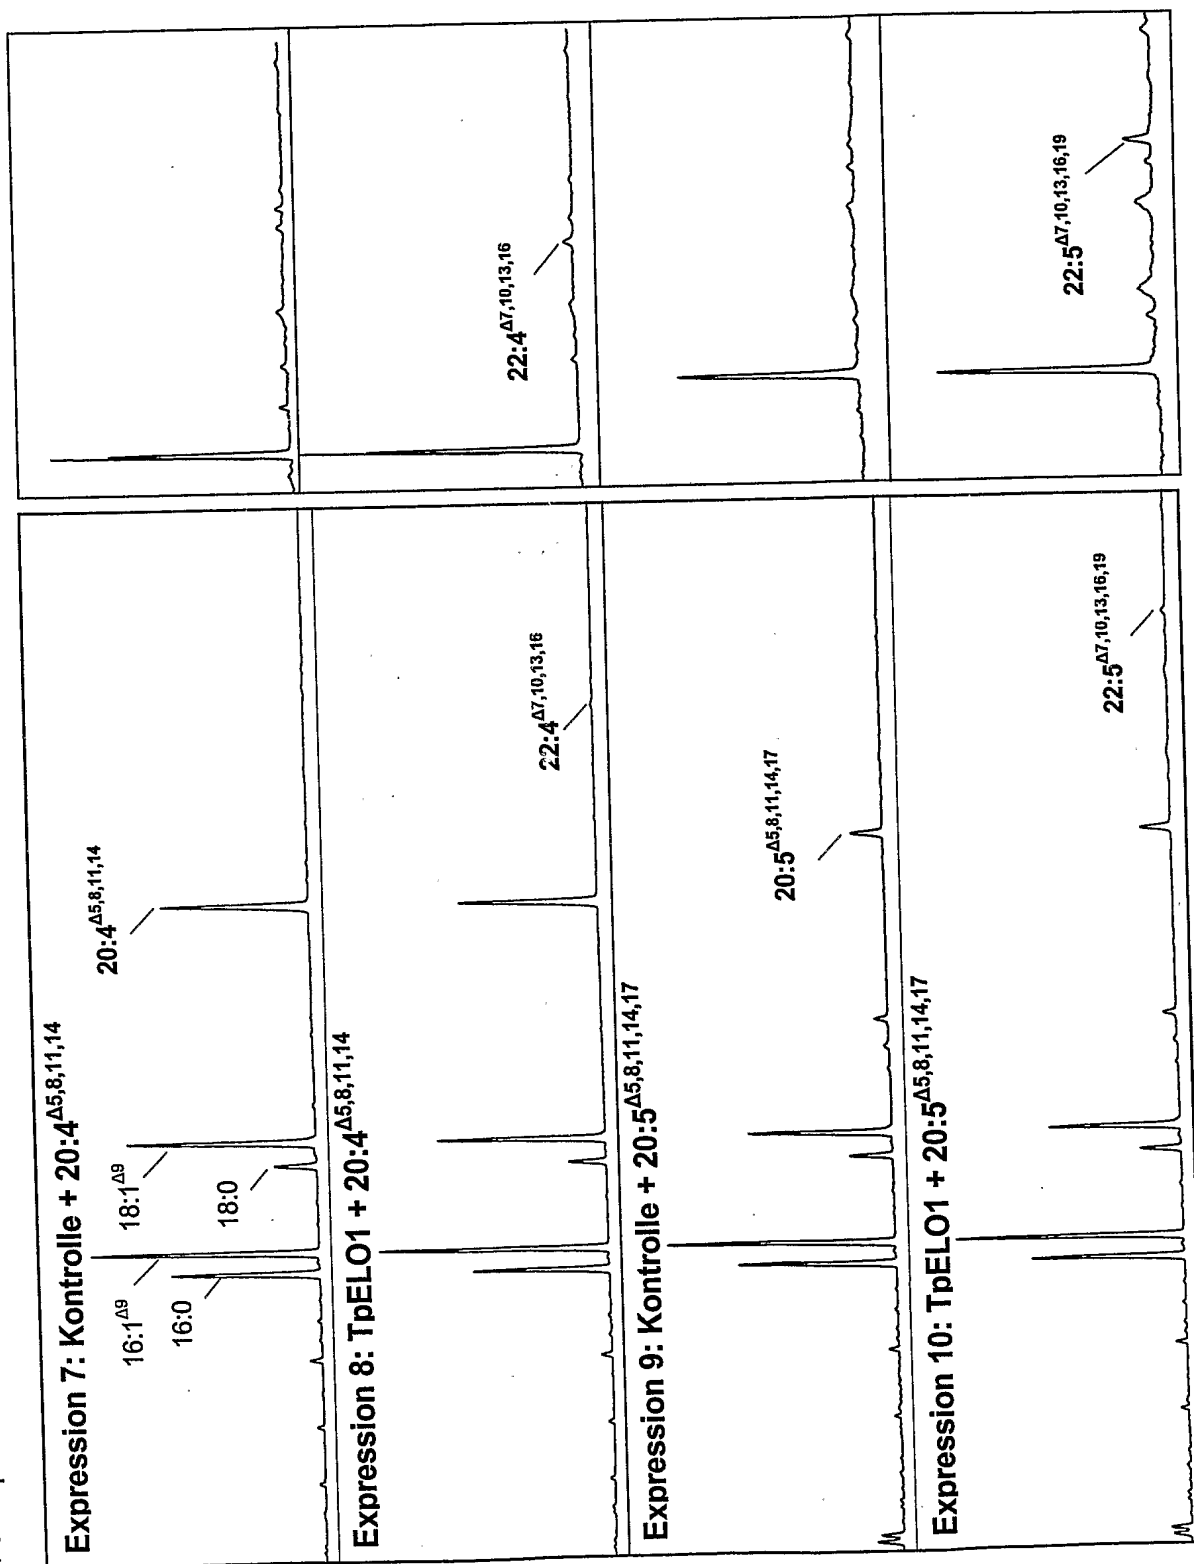 Expression 7: Kontrolle + 20:4Δ5,8,11,14
16:1Δ9
16:0
18:1Δ9
18:0
20:4Δ5,8,11,14
Expression 8: TpELO1 + 20:4Δ5,8,11,14
22:4Δ7,10,13,16
22:4Δ7,10,13,16
Expression 9: Kontrolle + 20:5Δ5,8,11,14,17
20:5Δ5,8,11,14,17
Expression 10: TpELO1 + 20:5Δ5,8,11,14,17
22:5Δ7,10,13,16,19
22:5Δ7,10,13,16,19